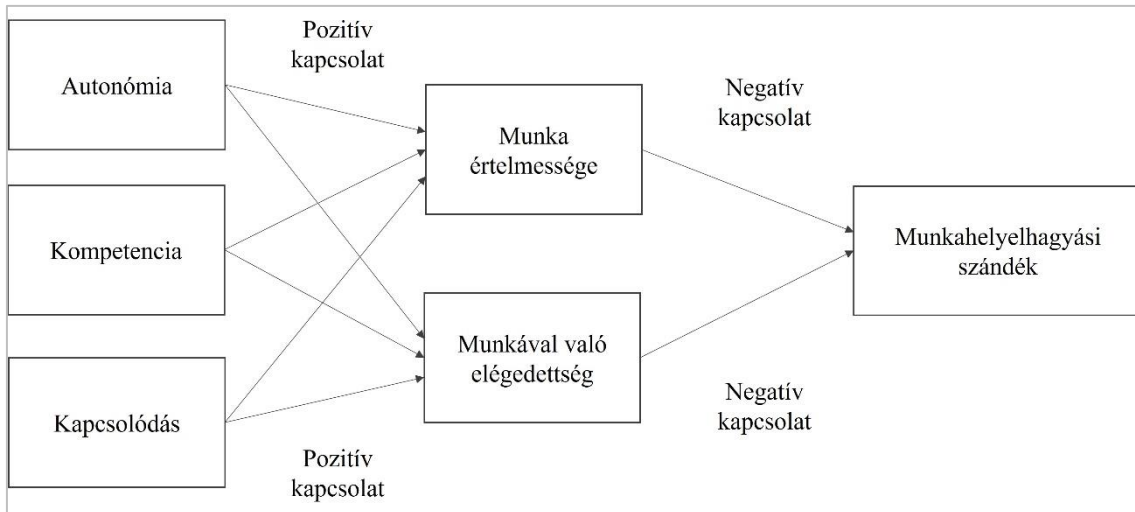 Autonómia
Kompetencia
Kapcsolódás
Pozitív
kapcsolat
Pozitív
kapcsolat
Munka
értelmessége
Munkával való
elégedettség
Negatív
kapcsolat
Negatív
kapcsolat
Munkahelyelhagyási
szándék